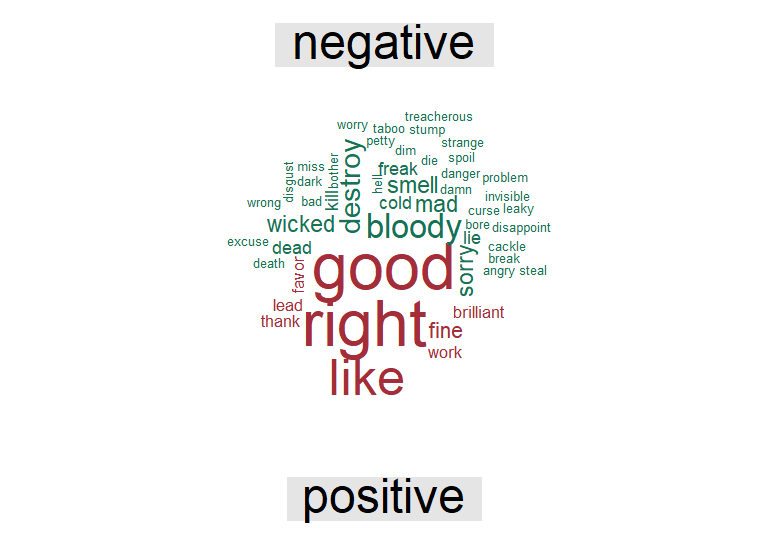 negative
treacherous
worry taboo stump
petty strange
dim
disgust miss bother destroy die spoil
hell freak danger problem
dark smell damn
wrong bad kill cold mad invisible
curse leaky
wicked bloody bore disappoint
excuse dead lie cackle
death good sorry break
favor angry steal
lead brilliant
thank right fine
work
like
positive